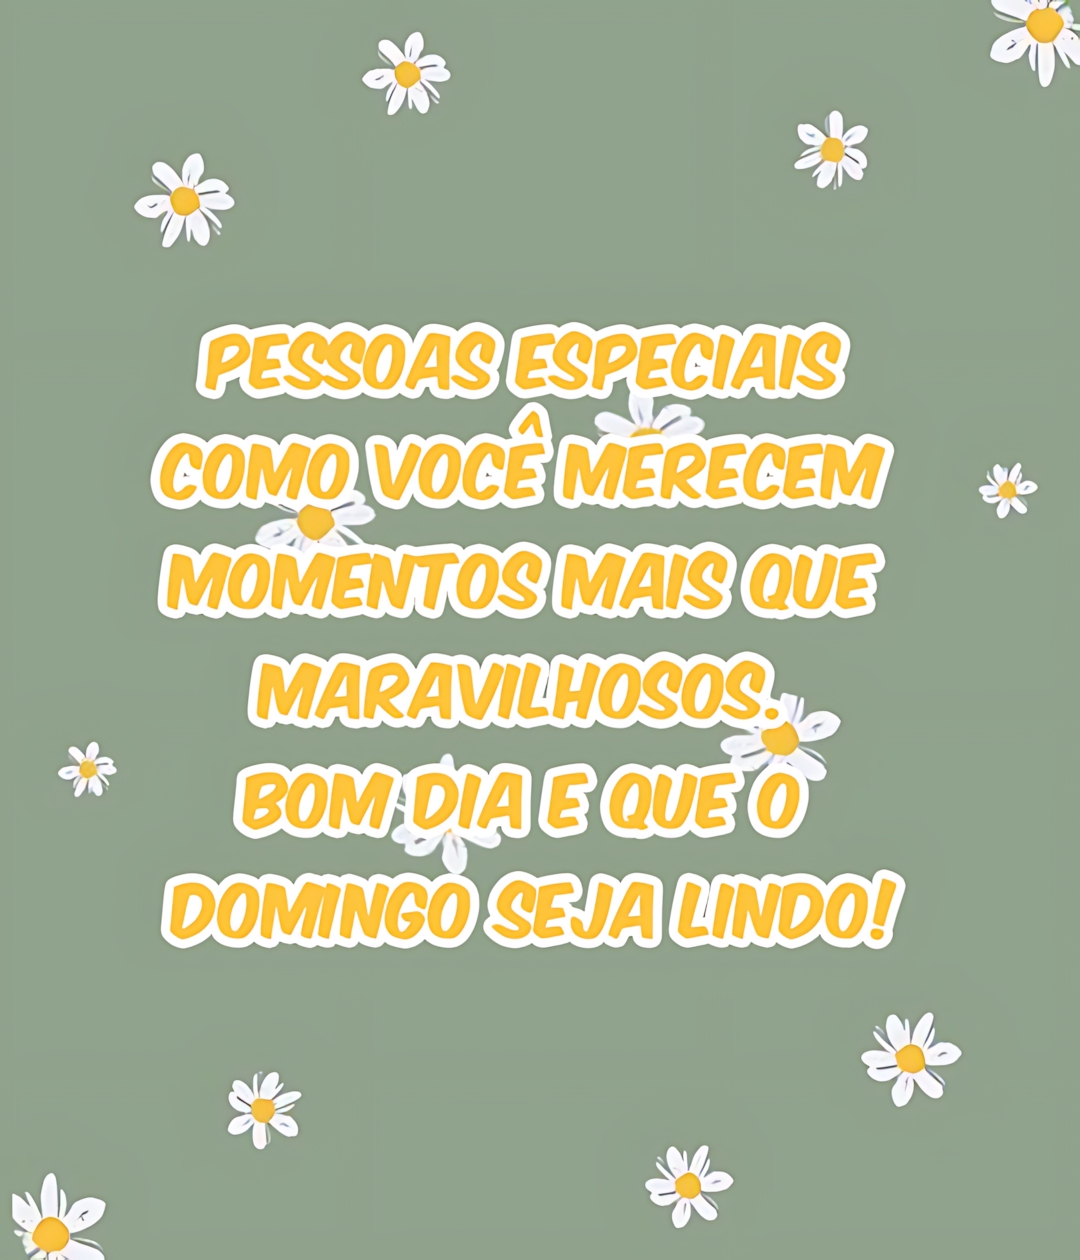 PESSOAS ESPECIAIS
COMO VOCÊ MERECEM
MOMENTOS MAIS QUE
MARAVILHOSOS.
BOM DIA E QUE O
DOMINGO SEJA LINDO!